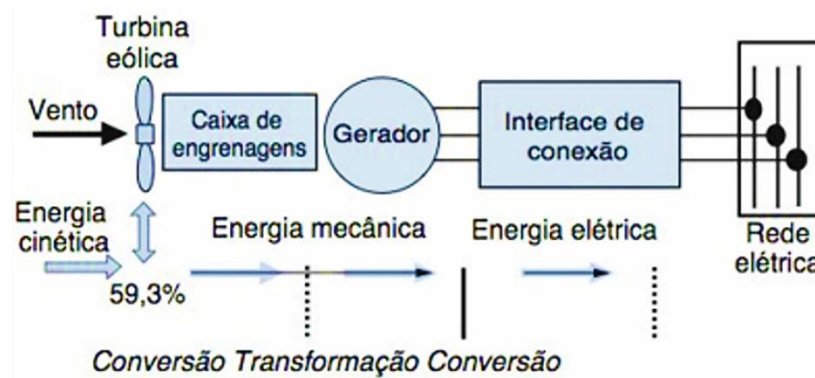 Turbina
eólica
Vento
Caixa de
engrenagens
Gerador
Interface de
conexão
Energia
cinética
Energia mecânica
Energia elétrica
Rede
elétrica
59,3%
Conversão Transformação Conversão